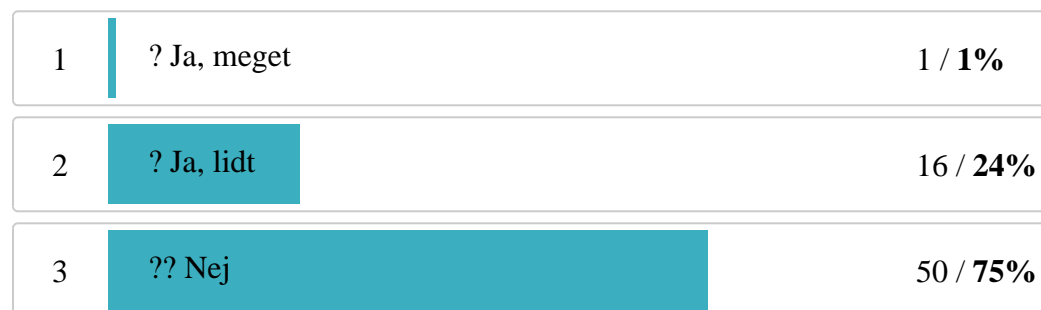 1 ? Ja, meget 1 / 1%
2 ? Ja, lidt 16 / 24%
3 ?? Nej 50 / 75%